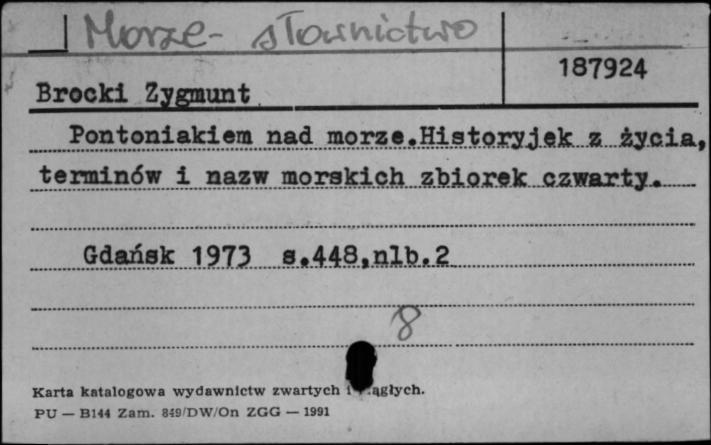 Morze - słownictwo
187924
Brocki Zygmunt
Pontoniakiem nad morze.Historyjek z życia,
terminów i nazw morskich zbiorek czwarty.
Gdańsk 1973 s.448,nlb.2
8
Karta katalogowa wydawnictw zwartych i
PU — B144 Zam. 849/DW/On ZGG — 1991